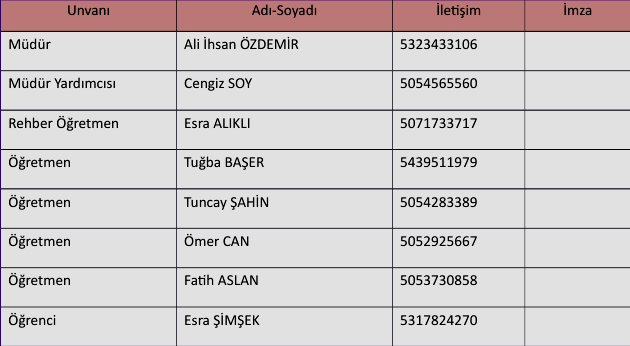 Unvanı Adı-Soyadı İletişim İmza
Müdür Ali İhsan ÖZDEMİR 5323433106
Müdür Yardımcısı Cengiz SOY 5054565560
Rehber Öğretmen Esra ALIKLI 5071733717
Öğretmen Tuğba BAŞER 5439511979
Öğretmen Tuncay ŞAHİN 5054283389
Öğretmen Ömer CAN 5052925667
Öğretmen Fatih ASLAN 5053730858
Öğrenci Esra ŞİMŞEK 5317824270